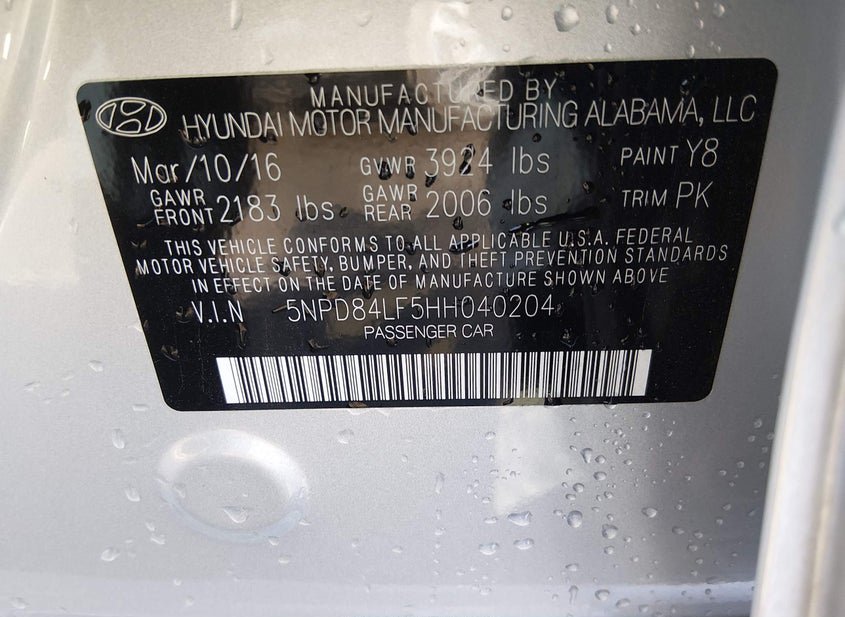 MANUFACTURED BY
HYUNDAI MOTOR MANUFACTURING ALABAMA, LLC
Mar/10/16 GVWR 3924 lbs PAINT Y8
GAWR FRONT 2183 lbs GAWR REAR 2006 lbs TRIM PK
THIS VEHICLE CONFORMS TO ALL APPLICABLE U.S.A. FEDERAL
MOTOR VEHICLE SAFETY, BUMPER, AND THEFT PREVENTION STANDARDS
IN EFFECT ON THE DATE OF MANUFACTURE SHOWN ABOVE
V.I.N 5NPD84LF5HH040204
PASSENGER CAR